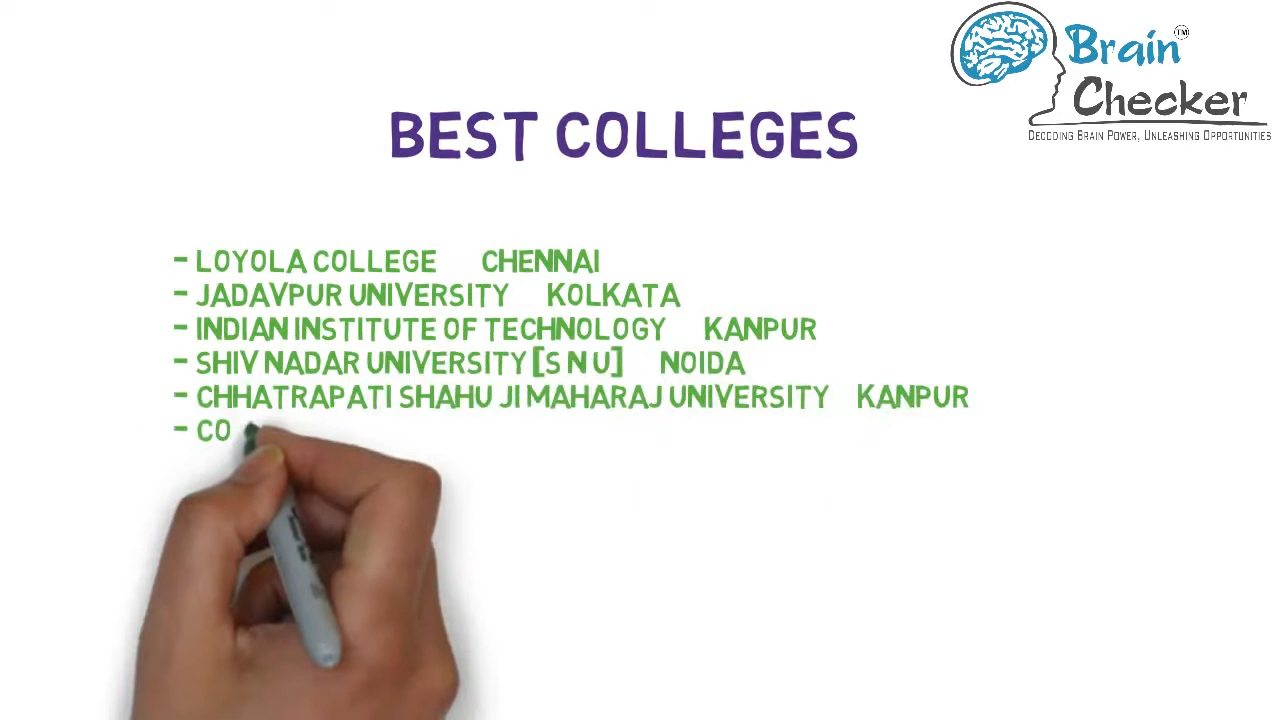 Brain™
Checker
DECODING BRAIN POWER, UNLEASHING OPPORTUNITIES
BEST COLLEGES
- LOYOLA COLLEGE CHENNAI
- JADAVPUR UNIVERSITY KOLKATA
- INDIAN INSTITUTE OF TECHNOLOGY KANPUR
- SHIV NADAR UNIVERSITY [S N U] NOIDA
- CHHATRAPATI SHAHU JI MAHARAJ UNIVERSITY KANPUR
- CO